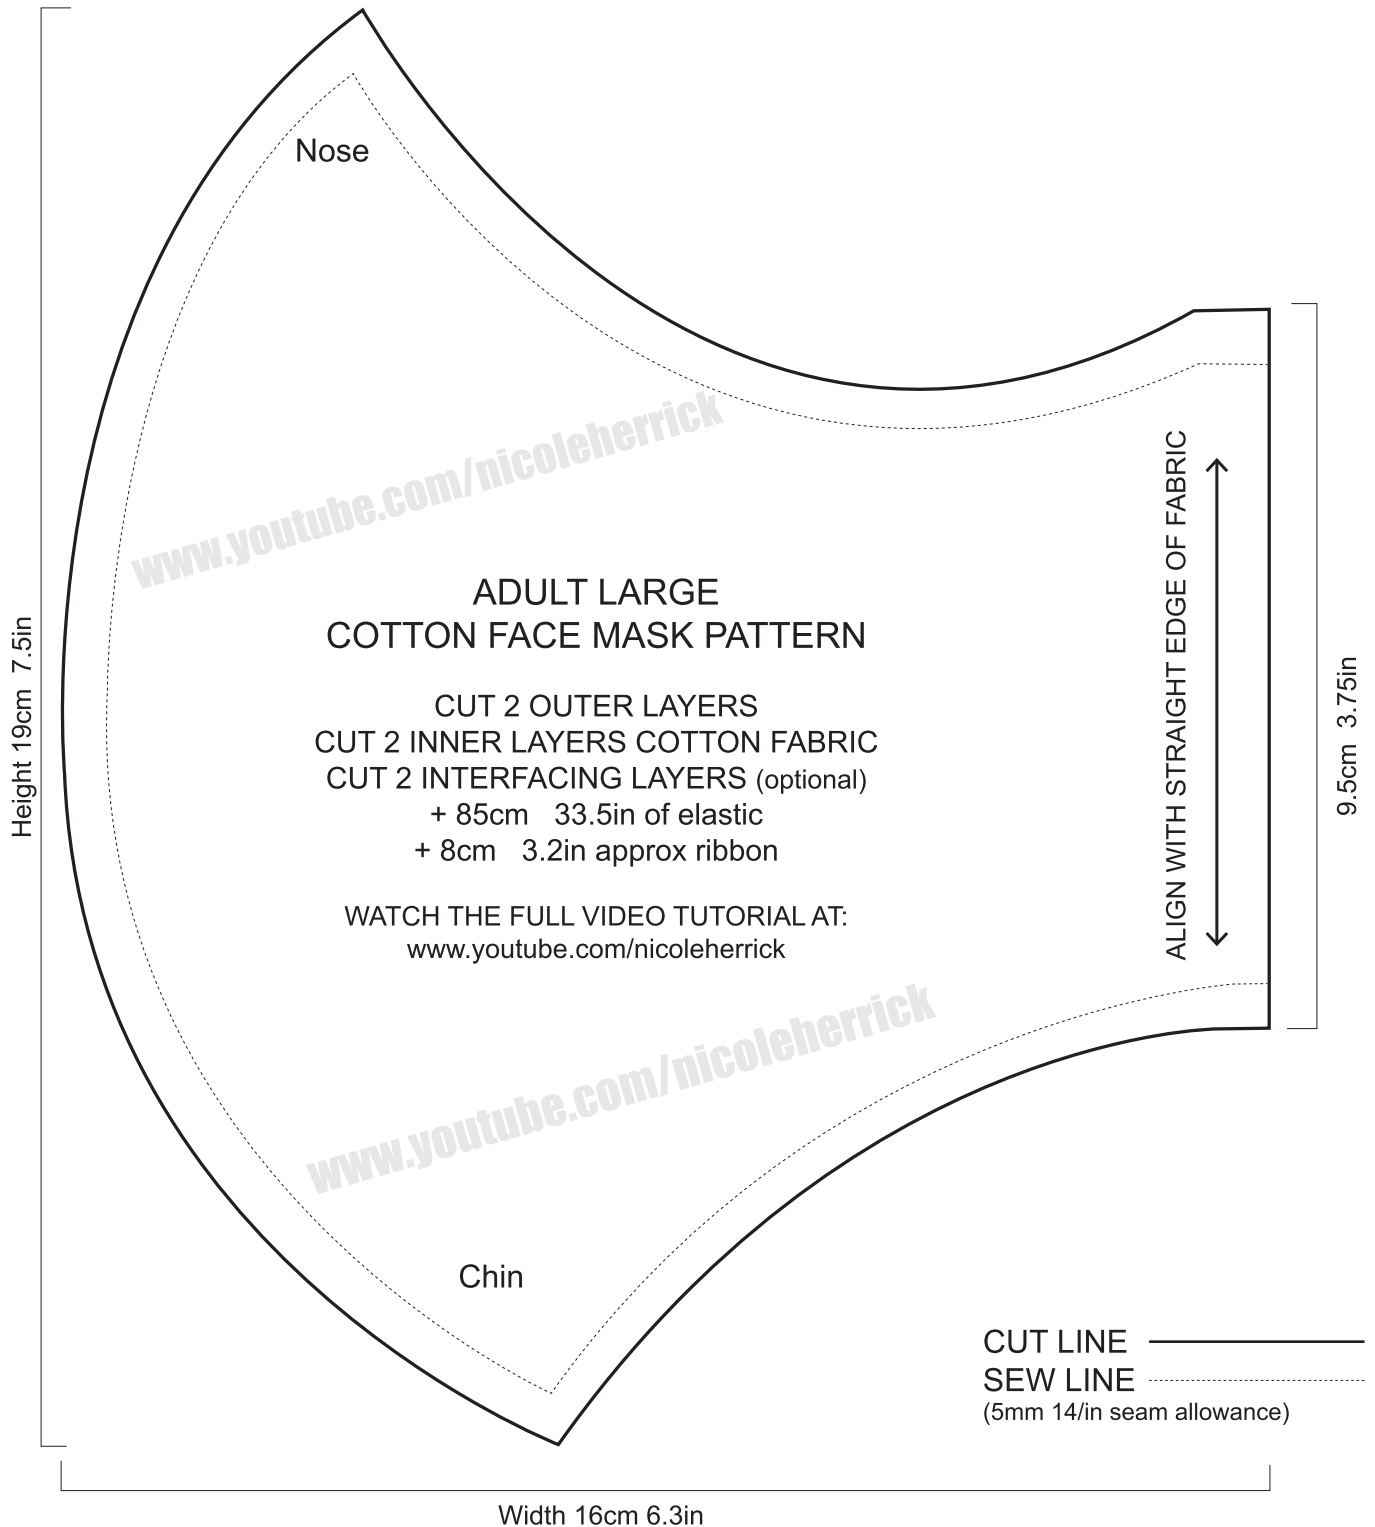 Nose
www.youtube.com/nicoleherrick
ADULT LARGE
COTTON FACE MASK PATTERN
CUT 2 OUTER LAYERS
CUT 2 INNER LAYERS COTTON FABRIC
CUT 2 INTERFACING LAYERS (optional)
+ 85cm 33.5in of elastic
+ 8cm 3.2in approx ribbon
WATCH THE FULL VIDEO TUTORIAL AT:
www.youtube.com/nicoleherrick
www.youtube.com/nicoleherrick
Chin
ALIGN WITH STRAIGHT EDGE OF FABRIC
Height 19cm 7.5in
9.5cm 3.75in
CUT LINE
SEW LINE
(5mm 14/in seam allowance)
Width 16cm 6.3in